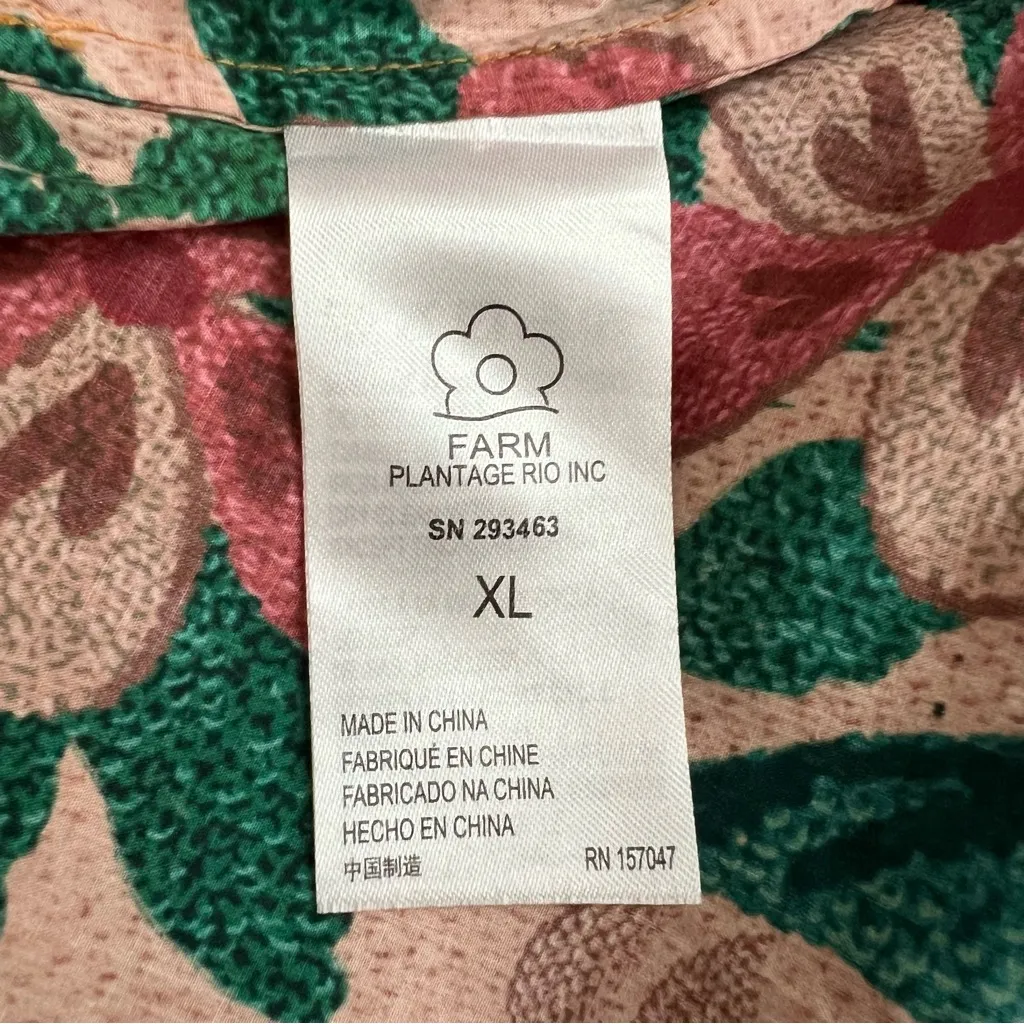 FARM
PLANTAGE RIO INC
SN 293463
XL
MADE IN CHINA
FABRIQUÉ EN CHINE
FABRICADO NA CHINA
HECHO EN CHINA
中国制造
RN 157047